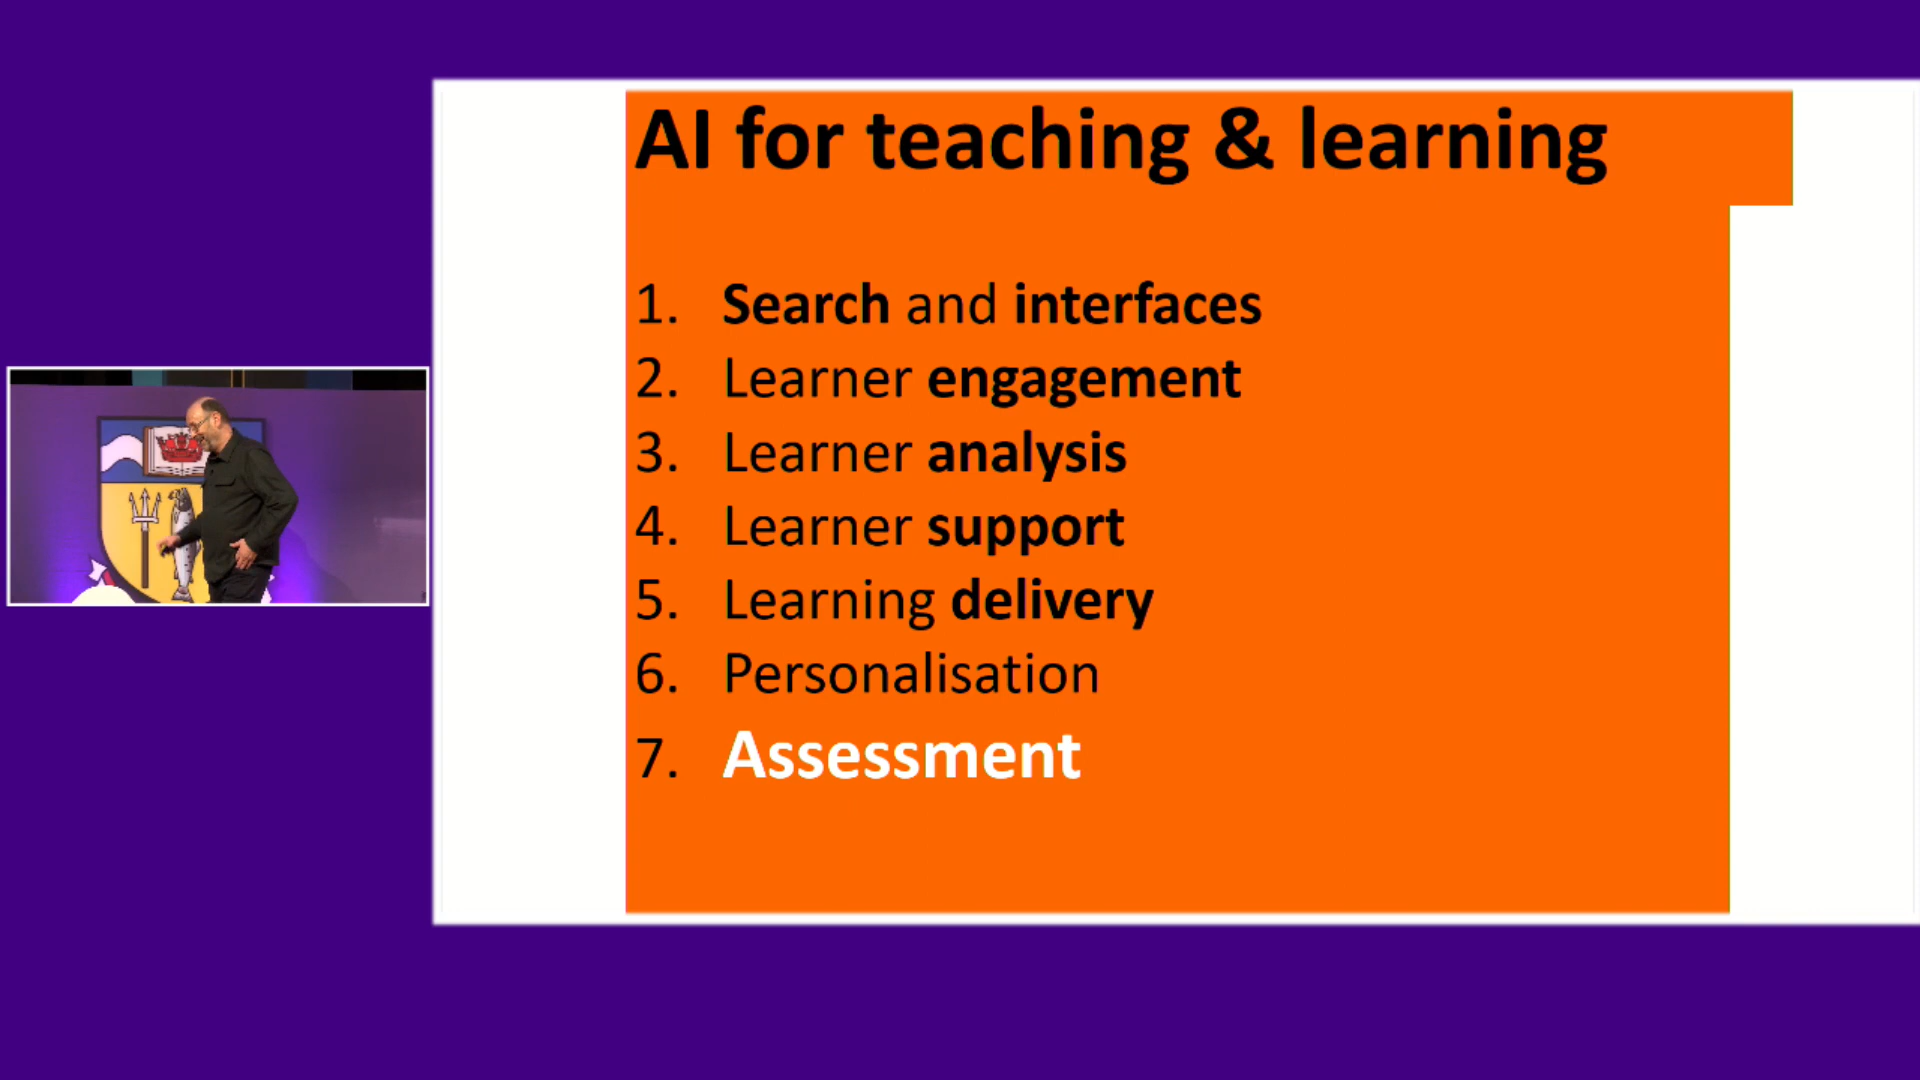 AI for teaching & learning
1. Search and interfaces
2. Learner engagement
3. Learner analysis
4. Learner support
5. Learning delivery
6. Personalisation
7. Assessment